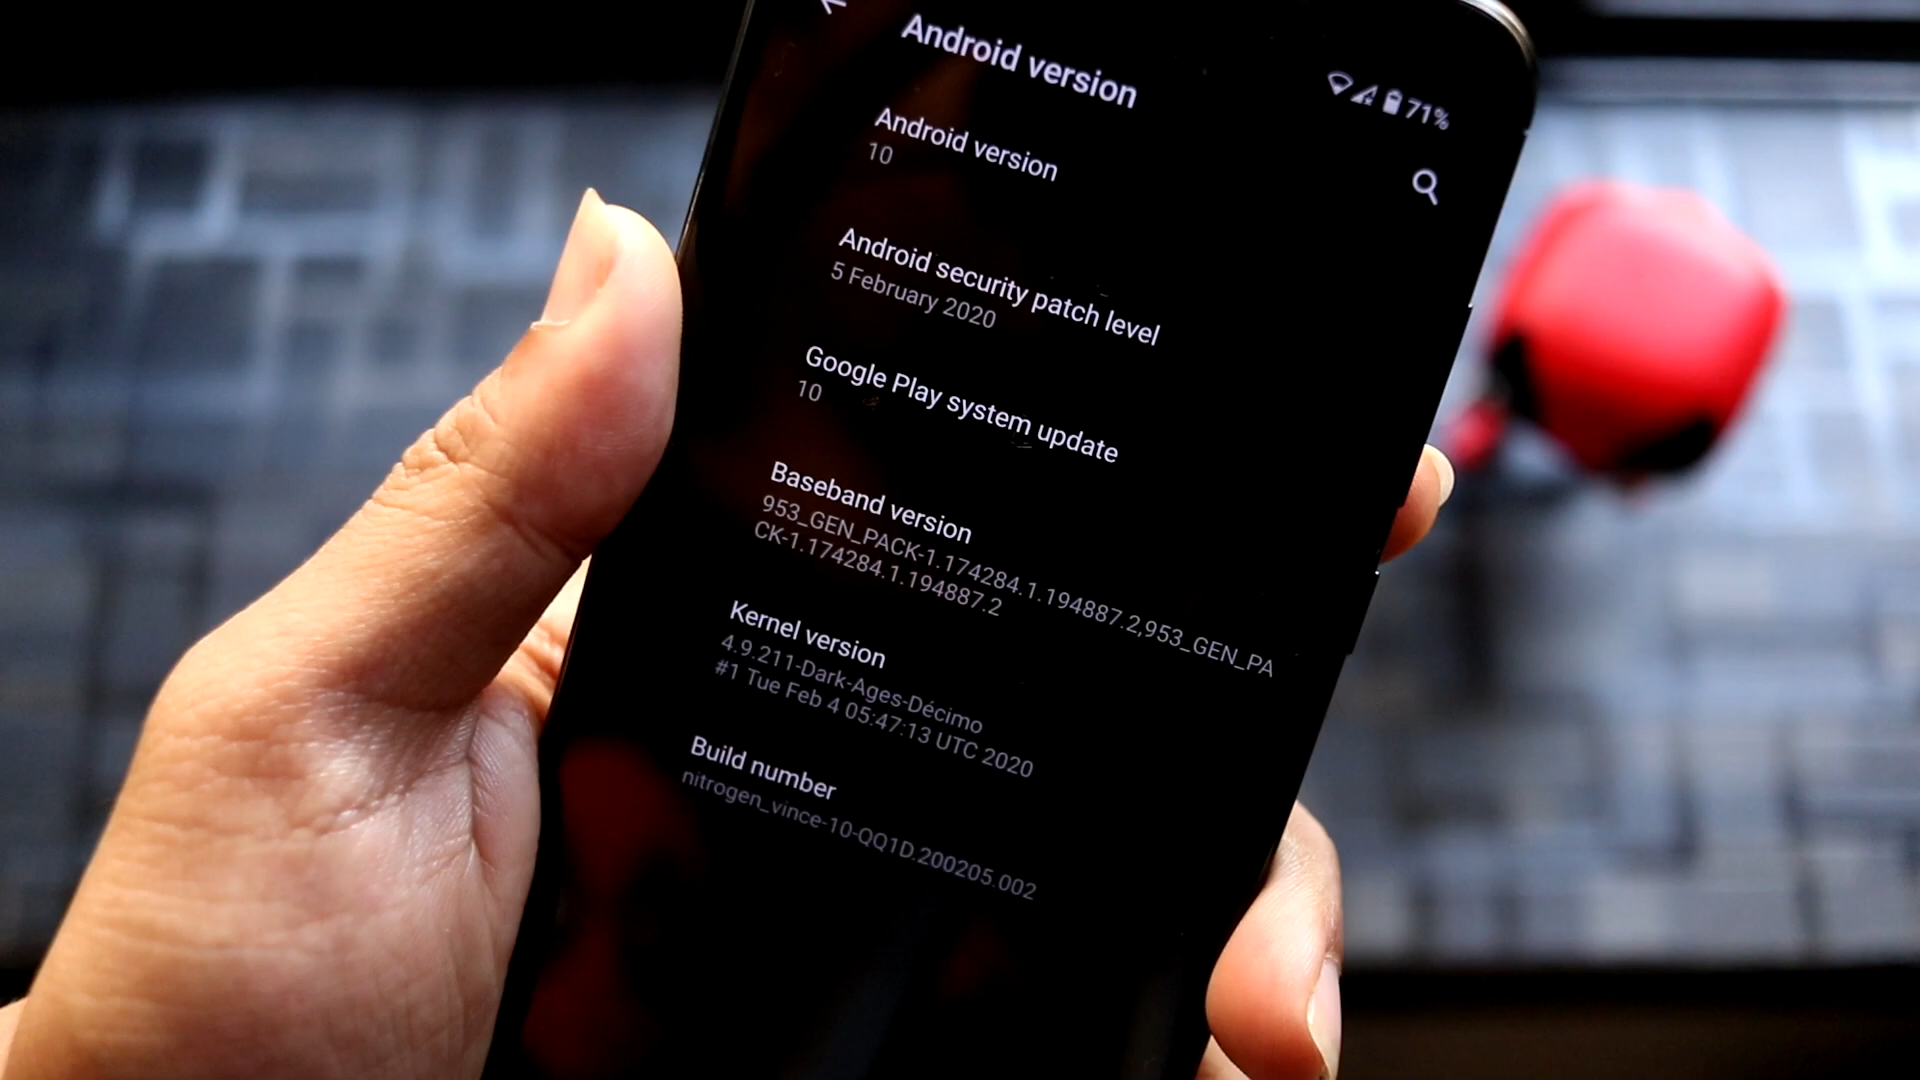 71%
Android version
Android version
10
Android security patch level
5 February 2020
Google Play system update
10
Baseband version
953_GEN_PACK-1.174284.1.194887.2,953_GEN_PA
CK-1.174284.1.194887.2
Kernel version
4.9.211-Dark-Ages-Décimo
#1 Tue Feb 4 05:47:13 UTC 2020
Build number
nitrogen_vince-10-QQ1D.200205.002